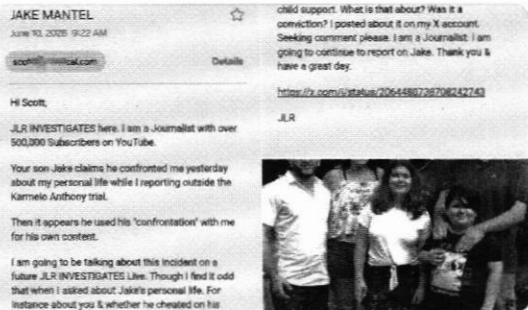 JAKE MANTEL
June 10, 2026 9:22 AM
Details
Hi Scott,
JLR INVESTIGATES here. I am a Journalist with over
500,000 Subscribers on YouTube.
Your son Jake claims he confronted me yesterday
about my personal life while I reporting outside the
Karmelo Anthony trial.
Then it appears he used his "confrontation" with me
for his own content.
I am going to be talking about this incident on a
future JLR INVESTIGATES Live. Though I find it odd
that when I asked about Jake's personal life. For
instance about you & whether he cheated on his
child support. What is that about? Was it a
conviction? I posted about it on my X account.
Seeking comment please. I am a Journalist. I am
going to continue to report on Jake. Thank you &
have a great day.
https://x.com/i/status/2064480738708242743
JLR